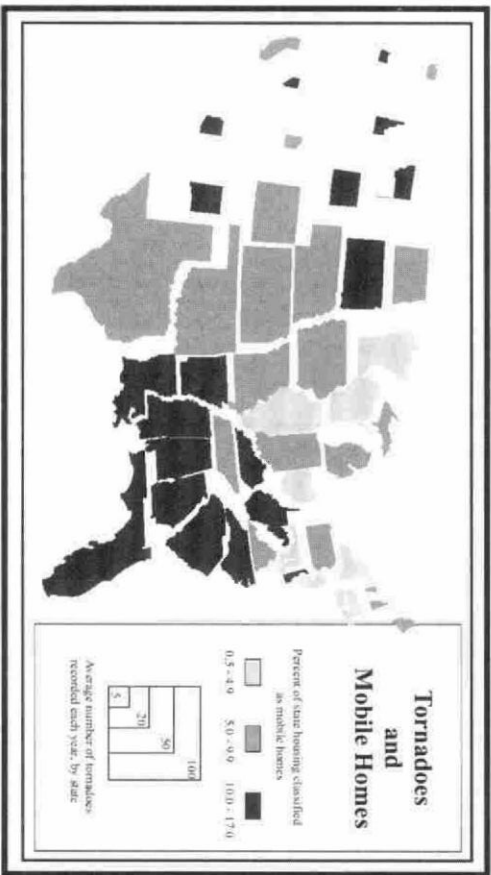 Tornadoes
and
Mobile Homes
Percent of state housing classified
as mobile homes
0.5 - 4.9
5.0 - 9.9
10.0 - 17.0
5
20
50
100
Average number of tornadoes
recorded each year, by state